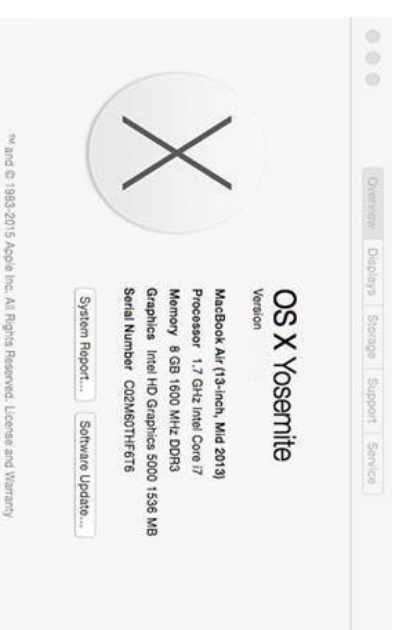 Overview Displays Storage Support Service
OS X Yosemite
Version
MacBook Air (13-inch, Mid 2013)
Processor 1,7 GHz Intel Core i7
Memory 8 GB 1600 MHz DDR3
Graphics Intel HD Graphics 5000 1536 MB
Serial Number C02M60THF6T6
System Report... Software Update...
™ and © 1983-2015 Apple Inc. All Rights Reserved. License and Warranty